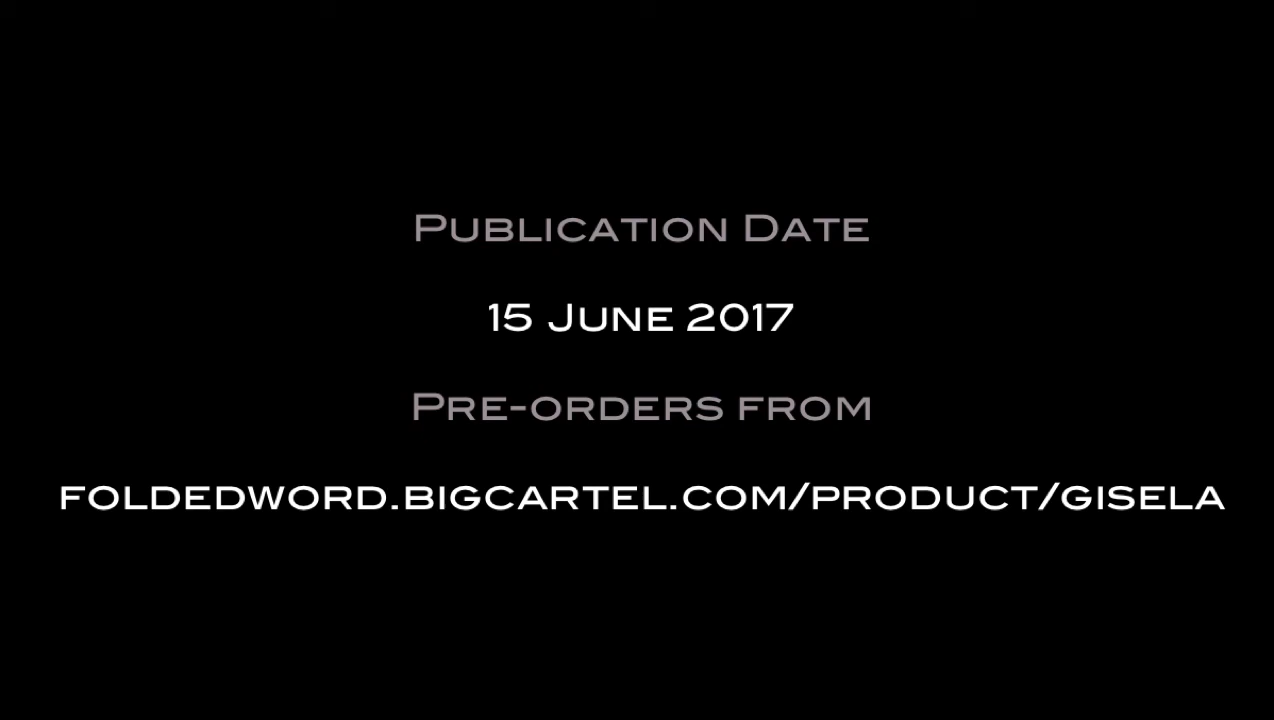 Publication Date
15 June 2017
Pre-orders from
foldedword.bigcartel.com/product/gisela